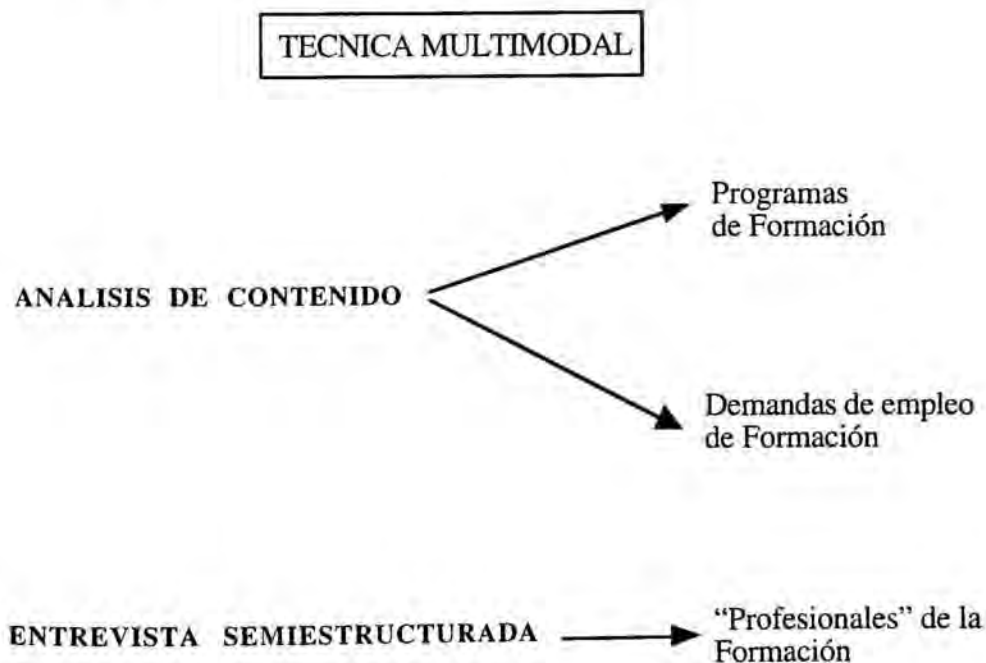 TECNICA MULTIMODAL
Programas
de Formación
ANALISIS DE CONTENIDO
Demandas de empleo
de Formación
ENTREVISTA SEMIESTRUCTURADA
“Profesionales” de la
Formación